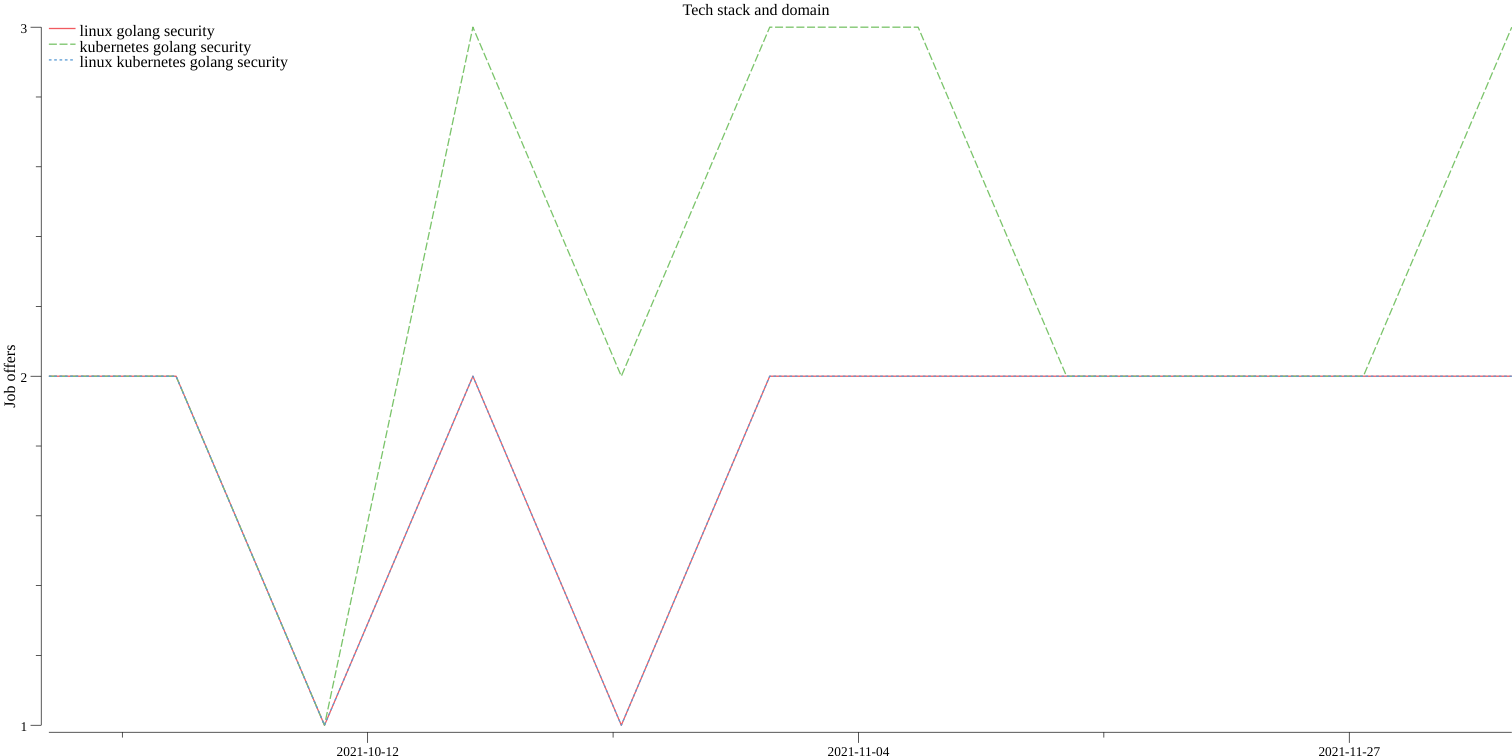 Tech stack and domain
3
linux golang security
kubernetes golang security
linux kubernetes golang security
Job offers
2
1
2021-10-12
2021-11-04
2021-11-27